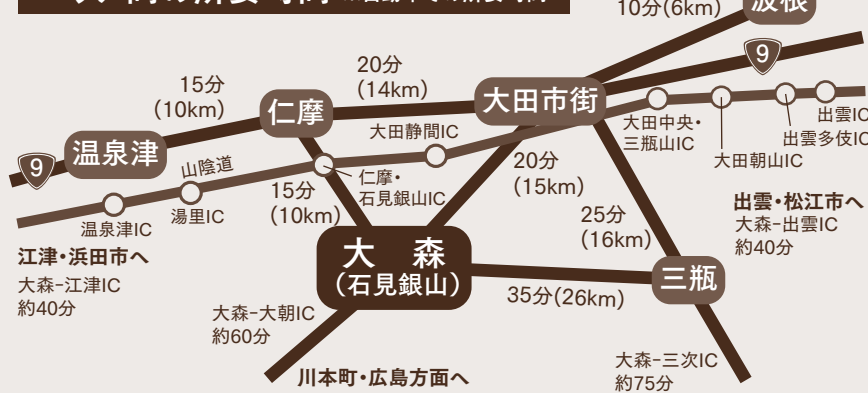 10分(6km)
9
20分
(14km)
15分
(10km)
仁摩
大田市街
大田静間IC
大田中央・
三瓶山IC
大田朝山IC
出雲多伎IC
出雲IC
9
温泉津
山陰道
温泉津IC
湯里IC
15分
(10km)
仁摩・
石見銀山IC
20分
(15km)
25分
(16km)
出雲・松江市へ
大森-出雲IC
約40分
江津・浜田市へ
大森-江津IC
約40分
大 森
(石見銀山)
三瓶
35分(26km)
大森-大朝IC
約60分
川本町・広島方面へ
大森-三次IC
約75分